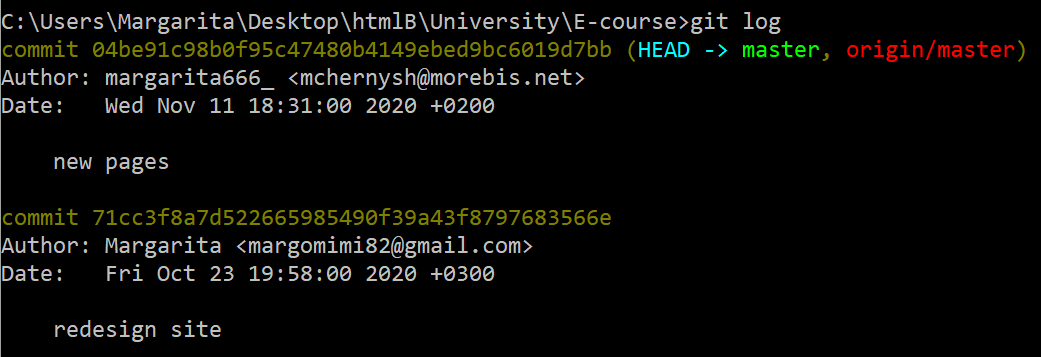 C:\Users\Margarita\Desktop\htmlB\University\E-course>git log
commit 04be91c98b0f95c47480b4149ebed9bc6019d7bb (HEAD -> master, origin/master)
Author: margarita666_ <mchernysh@morebis.net>
Date:   Wed Nov 11 18:31:00 2020 +0200
    new pages
commit 71cc3f8a7d522665985490f39a43f8797683566e
Author: Margarita <margomimi82@gmail.com>
Date:   Fri Oct 23 19:58:00 2020 +0300
    redesign site